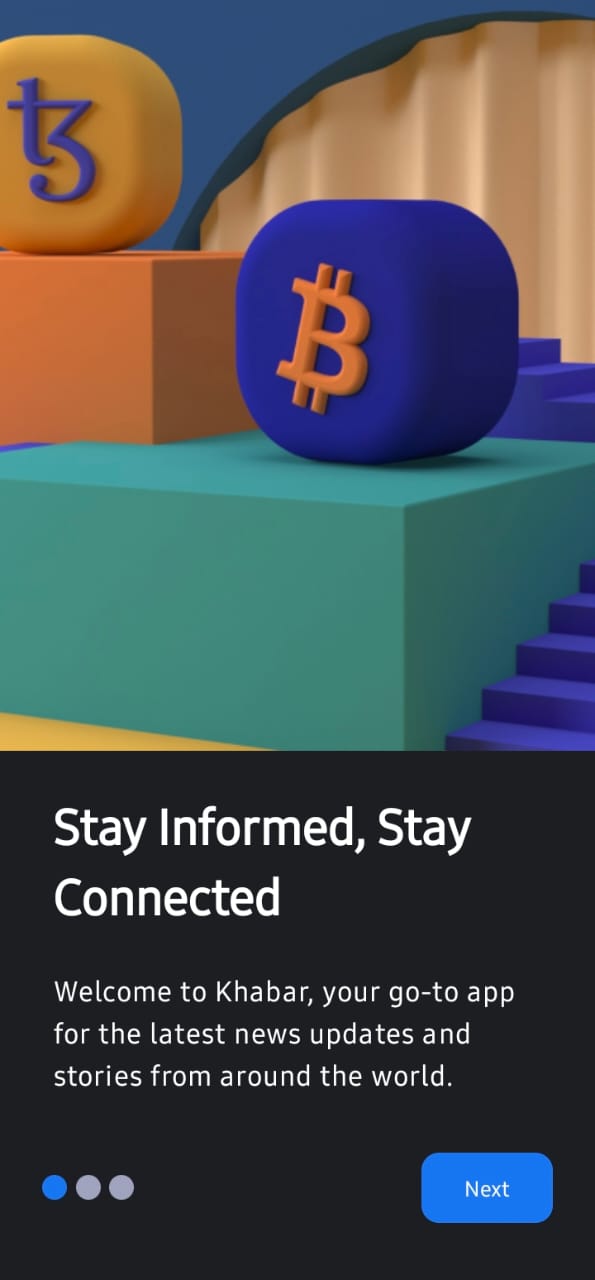 Stay Informed, Stay
Connected
Welcome to Khabar, your go-to app
for the latest news updates and
stories from around the world.
Next